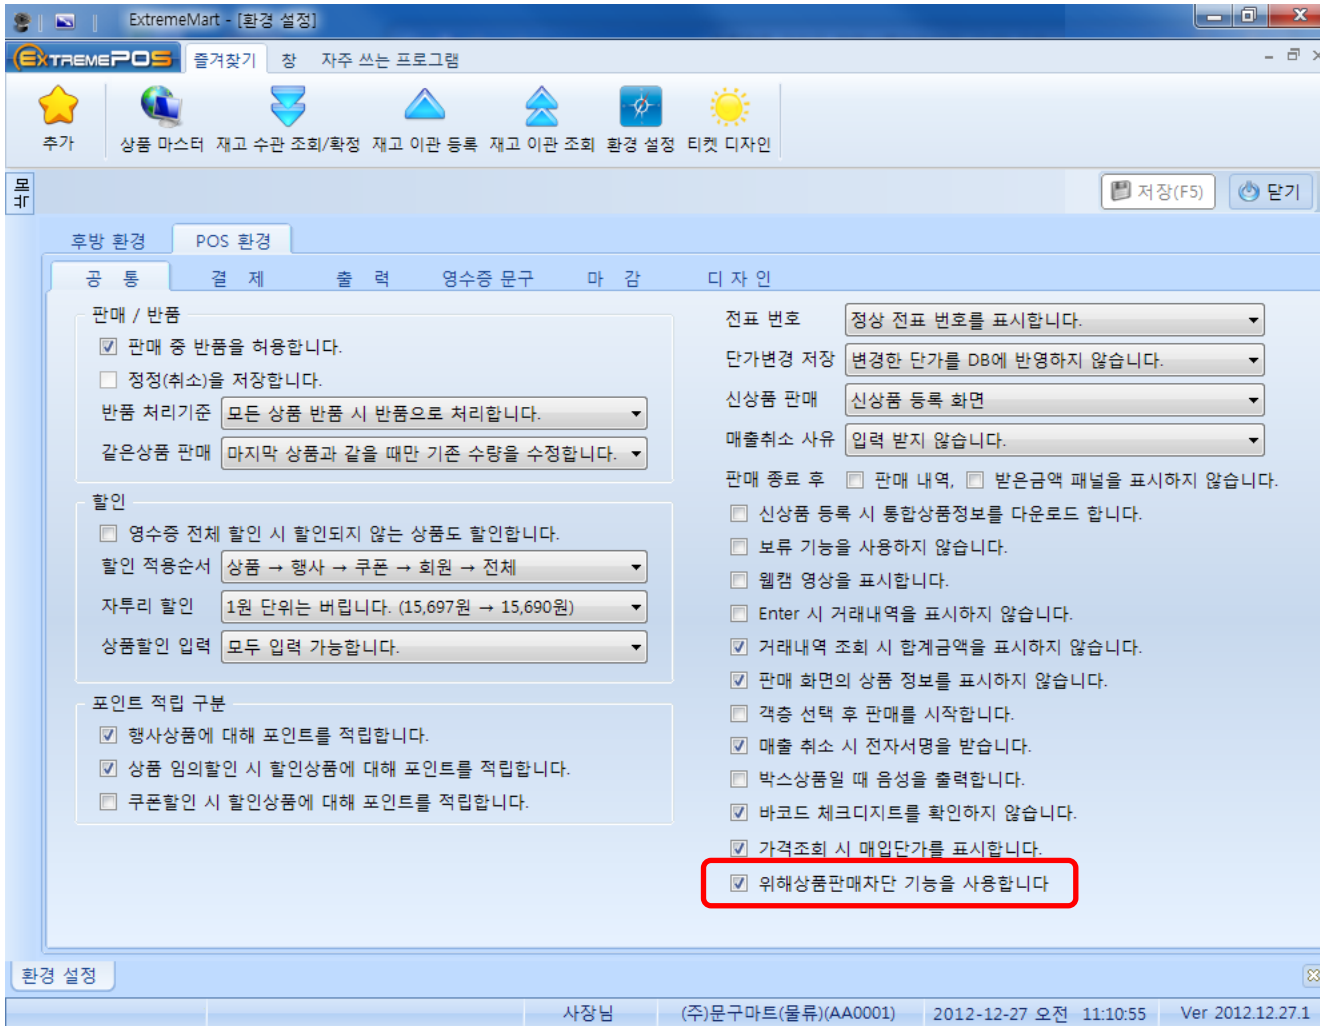 ExtremeMart - [환경 설정]
EXTREMEPOS 즐겨찾기 창 자주 쓰는 프로그램
추가 상품 마스터 재고 수관 조회/확정 재고 이관 등록 재고 이관 조회 환경 설정 티켓 디자인
메뉴
저장(F5) 닫기
후방 환경 POS 환경
공 통 결 제 출 력 영수증 문구 마 감 디 자 인
판매 / 반품
판매 중 반품을 허용합니다.
정정(취소)을 저장합니다.
반품 처리기준 모든 상품 반품 시 반품으로 처리합니다.
같은상품 판매 마지막 상품과 같을 때만 기존 수량을 수정합니다.
할인
영수증 전체 할인 시 할인되지 않는 상품도 할인합니다.
할인 적용순서 상품 → 행사 → 쿠폰 → 회원 → 전체
자투리 할인 1원 단위는 버립니다. (15,697원 → 15,690원)
상품할인 입력 모두 입력 가능합니다.
포인트 적립 구분
행사상품에 대해 포인트를 적립합니다.
상품 임의할인 시 할인상품에 대해 포인트를 적립합니다.
쿠폰할인 시 할인상품에 대해 포인트를 적립합니다.
전표 번호 정상 전표 번호를 표시합니다.
단가변경 저장 변경한 단가를 DB에 반영하지 않습니다.
신상품 판매 신상품 등록 화면
매출취소 사유 입력 받지 않습니다.
판매 종료 후 판매 내역, 받은금액 패널을 표시하지 않습니다.
신상품 등록 시 통합상품정보를 다운로드 합니다.
보류 기능을 사용하지 않습니다.
웹캠 영상을 표시합니다.
Enter 시 거래내역을 표시하지 않습니다.
거래내역 조회 시 합계금액을 표시하지 않습니다.
판매 화면의 상품 정보를 표시하지 않습니다.
객층 선택 후 판매를 시작합니다.
매출 취소 시 전자서명을 받습니다.
박스상품일 때 음성을 출력합니다.
바코드 체크디지트를 확인하지 않습니다.
가격조회 시 매입단가를 표시합니다.
위해상품판매차단 기능을 사용합니다
환경 설정
사장님 (주)문구마트(물류)(AA0001) 2012-12-27 오전 11:10:55 Ver 2012.12.27.1